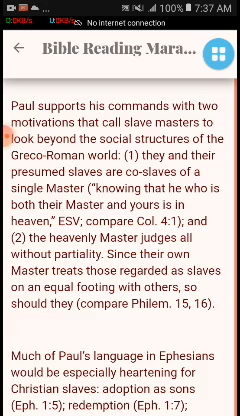 100% 7:37 AM
No internet connection
Bible Reading Mara...
Paul supports his commands with two
motivations that call slave masters to
look beyond the social structures of the
Greco-Roman world: (1) they and their
presumed slaves are co-slaves of a
single Master (“knowing that he who is
both their Master and yours is in
heaven,” ESV; compare Col. 4:1); and
(2) the heavenly Master judges all
without partiality. Since their own
Master treats those regarded as slaves
on an equal footing with others, so
should they (compare Philem. 15, 16).
Much of Paul’s language in Ephesians
would be especially heartening for
Christian slaves: adoption as sons
(Eph. 1:5); redemption (Eph. 1:7);